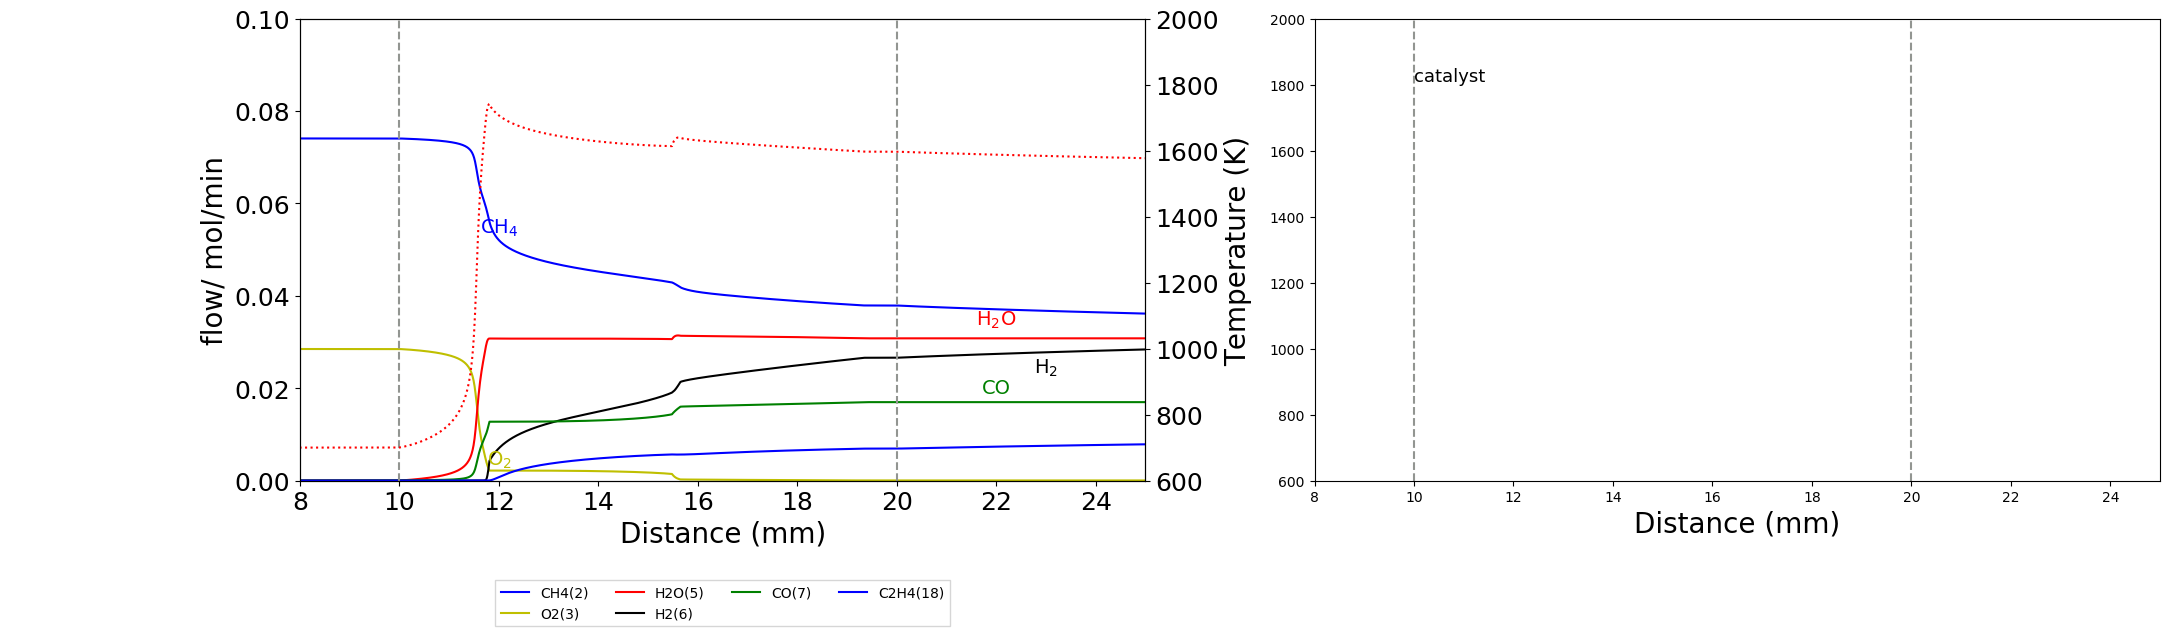 0.10
0.08
0.06
0.04
0.02
0.00
flow/ mol/min
8 10 12 14 16 18 20 22 24
Distance (mm)
CH₄
H₂O
H₂
CO
O₂
2000
1800
1600
1400
1200
1000
800
600
Temperature (K)
CH4(2) H2O(5) CO(7) C2H4(18)
O2(3) H2(6)
2000
1800
1600
1400
1200
1000
800
600
catalyst
8 10 12 14 16 18 20 22 24
Distance (mm)